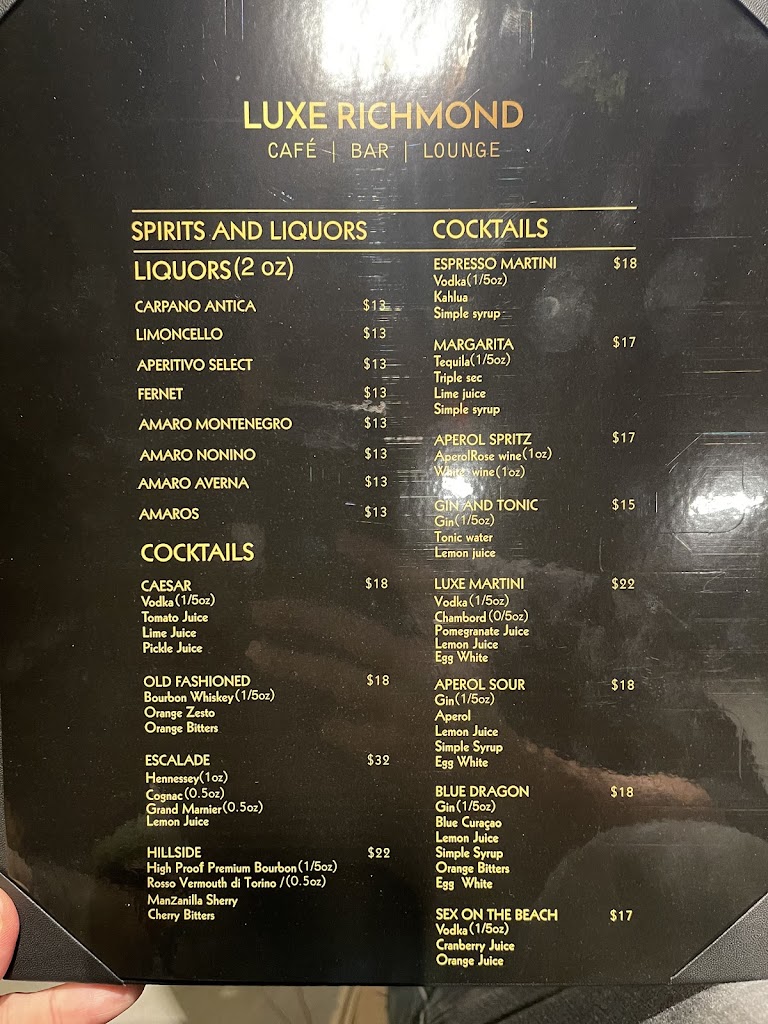 LUXE RICHMOND
CAFÉ | BAR | LOUNGE
SPIRITS AND LIQUORS
LIQUORS (2 oz)
CARPANO ANTICA $13
LIMONCELLO $13
APERITIVO SELECT $13
FERNET $13
AMARO MONTENEGRO $13
AMARO NONINO $13
AMARO AVERNA $13
AMAROS $13
COCKTAILS
CAESAR $18
Vodka (1/5oz)
Tomato Juice
Lime Juice
Pickle Juice
OLD FASHIONED $18
Bourbon Whiskey (1/5oz)
Orange Zesto
Orange Bitters
ESCALADE $32
Hennessey (1oz)
Cognac (0.5oz)
Grand Marnier (0.5oz)
Lemon Juice
HILLSIDE $22
High Proof Premium Bourbon (1/5oz)
Rosso Vermouth di Torino /(0.5oz)
Manzanilla Sherry
Cherry Bitters
COCKTAILS
ESPRESSO MARTINI $18
Vodka (1/5oz)
Kahlua
Simple syrup
MARGARITA $17
Tequila (1/5oz)
Triple sec
Lime juice
Simple syrup
APEROL SPRITZ $17
AperolRose wine (1oz)
White wine (1oz)
GIN AND TONIC $15
Gin (1/5oz)
Tonic water
Lemon juice
LUXE MARTINI $22
Vodka (1/5oz)
Chambord (0/5oz)
Pomegranate Juice
Lemon Juice
Egg White
APEROL SOUR $18
Gin (1/5oz)
Aperol
Lemon Juice
Simple Syrup
Egg White
BLUE DRAGON $18
Gin (1/5oz)
Blue Curaçao
Lemon Juice
Simple Syrup
Orange Bitters
Egg White
SEX ON THE BEACH $17
Vodka (1/5oz)
Cranberry Juice
Orange Juice